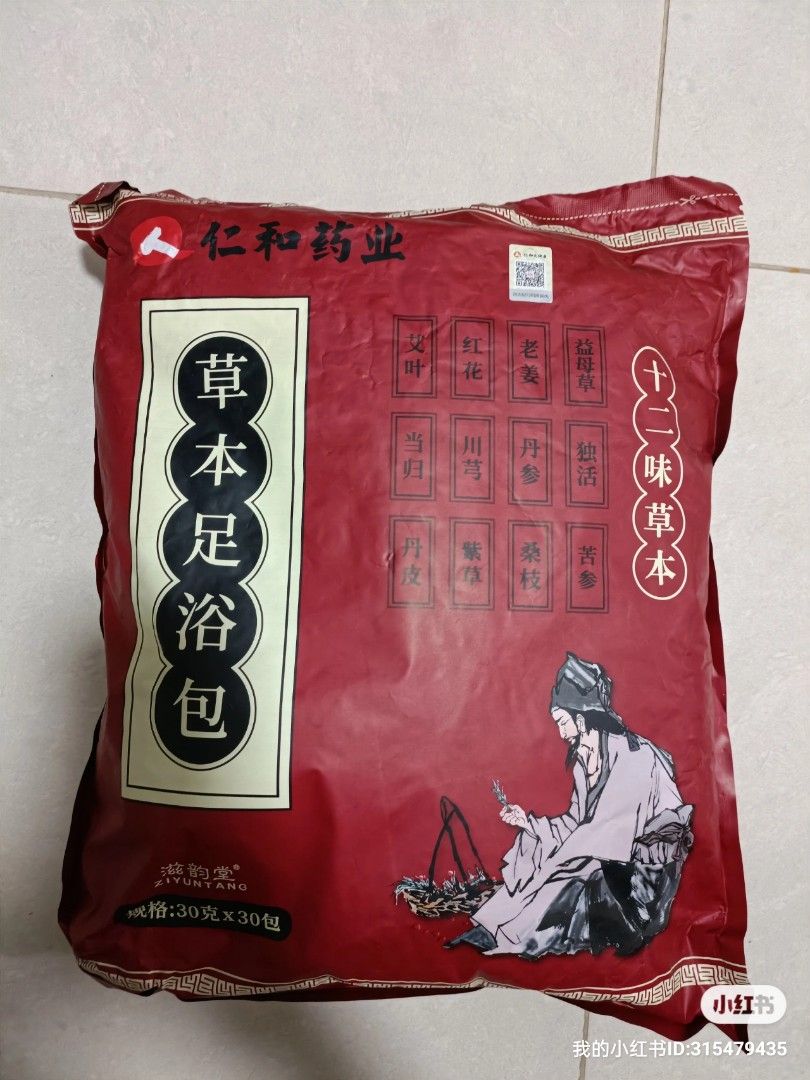 人 仁和药业
草本足浴包
艾叶 红花 老姜 益母草
当归 川芎 丹参 独活
丹皮 紫草 桑枝 苦参
十二味草本
滋韵堂®
ZIYUNTANG
规格:30克x30包
小红书
我的小红书ID:315479435